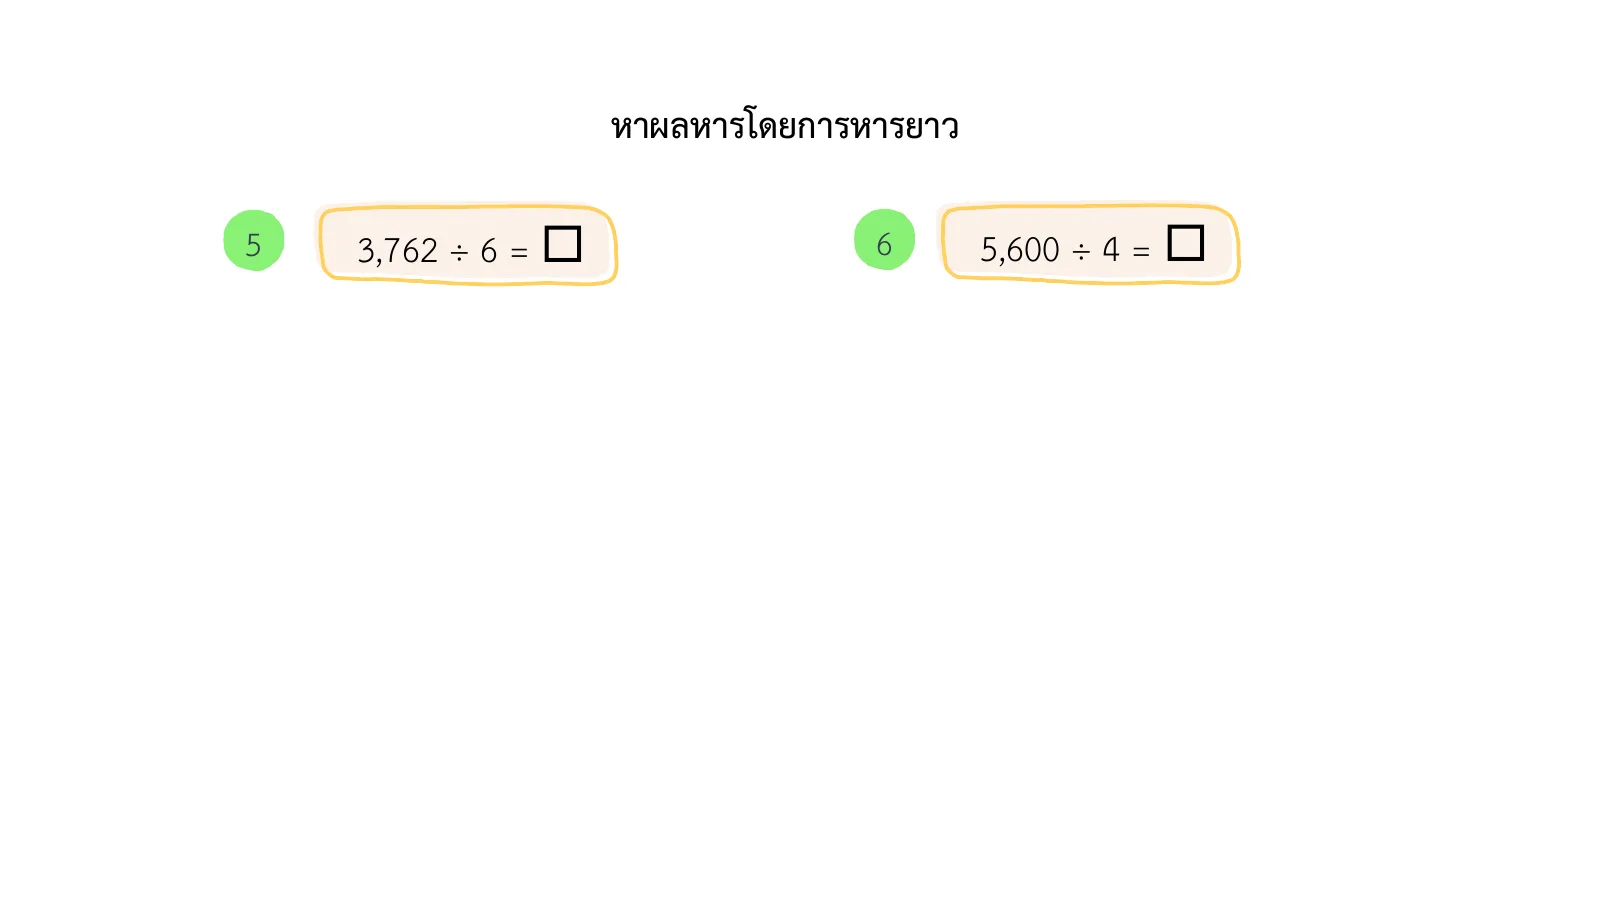 หาผลหารโดยการหารยาว
5 3,762 ÷ 6 = □
6 5,600 ÷ 4 = □